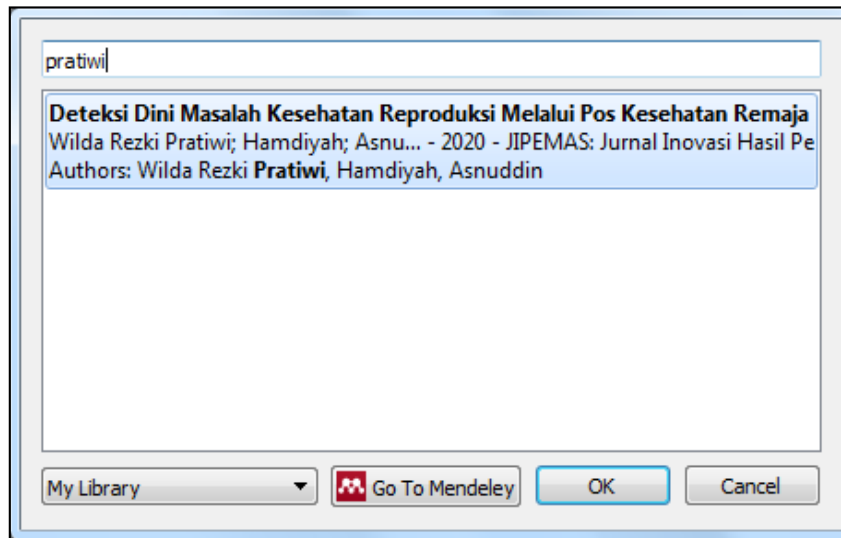 pratiwi
Deteksi Dini Masalah Kesehatan Reproduksi Melalui Pos Kesehatan Remaja
Wilda Rezki Pratiwi; Hamdiyah; Asnu... - 2020 - JIPEMAS: Jurnal Inovasi Hasil Pe
Authors: Wilda Rezki Pratiwi, Hamdiyah, Asnuddin
My Library Go To Mendeley OK Cancel